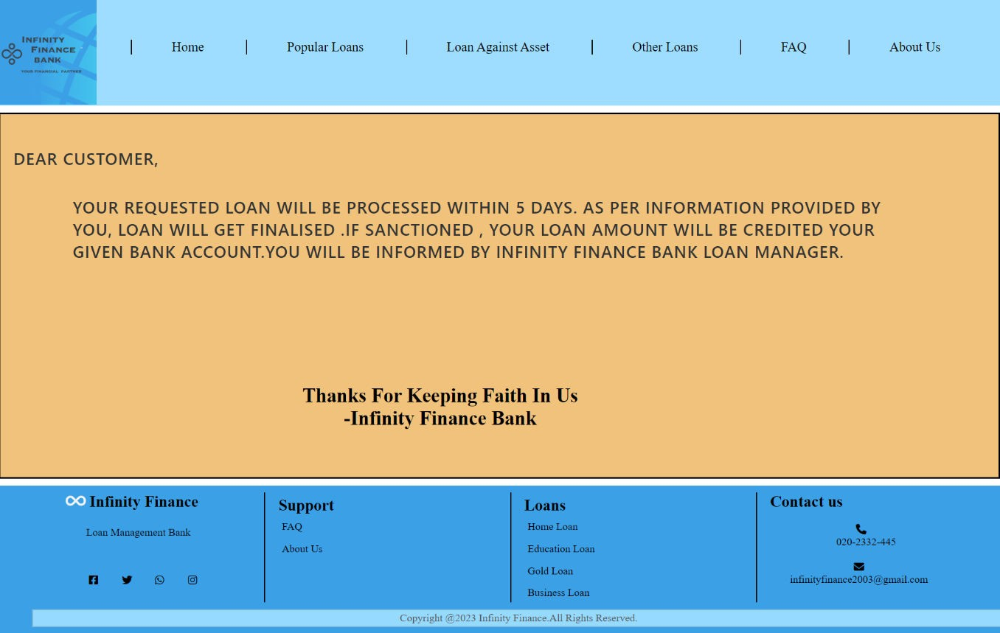 INFINITY
FINANCE
BANK
YOUR FINANCIAL PARTNER
Home
Popular Loans
Loan Against Asset
Other Loans
FAQ
About Us
DEAR CUSTOMER,
YOUR REQUESTED LOAN WILL BE PROCESSED WITHIN 5 DAYS. AS PER INFORMATION PROVIDED BY
YOU, LOAN WILL GET FINALISED .IF SANCTIONED , YOUR LOAN AMOUNT WILL BE CREDITED YOUR
GIVEN BANK ACCOUNT.YOU WILL BE INFORMED BY INFINITY FINANCE BANK LOAN MANAGER.
Thanks For Keeping Faith In Us
-Infinity Finance Bank
Infinity Finance
Loan Management Bank
Support
FAQ
About Us
Loans
Home Loan
Education Loan
Gold Loan
Business Loan
Contact us
020-2332-445
infinityfinance2003@gmail.com
Copyright @2023 Infinity Finance.All Rights Reserved.